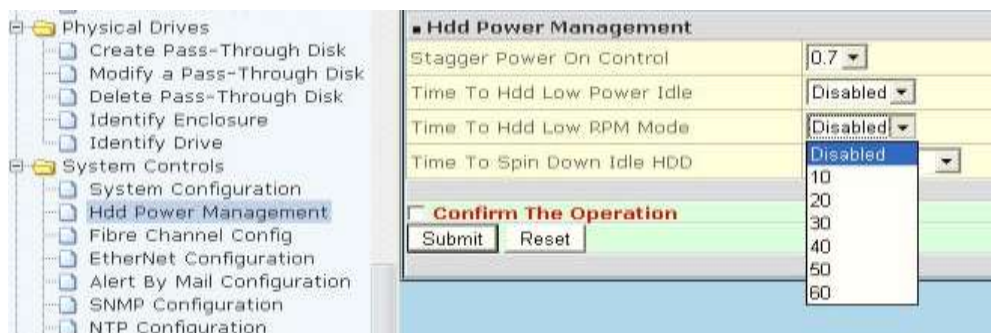 Physical Drives
Create Pass-Through Disk
Modify a Pass-Through Disk
Delete Pass-Through Disk
Identify Enclosure
Identify Drive
System Controls
System Configuration
Hdd Power Management
Fibre Channel Config
EtherNet Configuration
Alert By Mail Configuration
SNMP Configuration
NTP Configuration
Hdd Power Management
Stagger Power On Control 0.7
Time To Hdd Low Power Idle Disabled
Time To Hdd Low RPM Mode Disabled
Time To Spin Down Idle HDD
Disabled
10
20
30
40
50
60
Confirm The Operation
Submit Reset